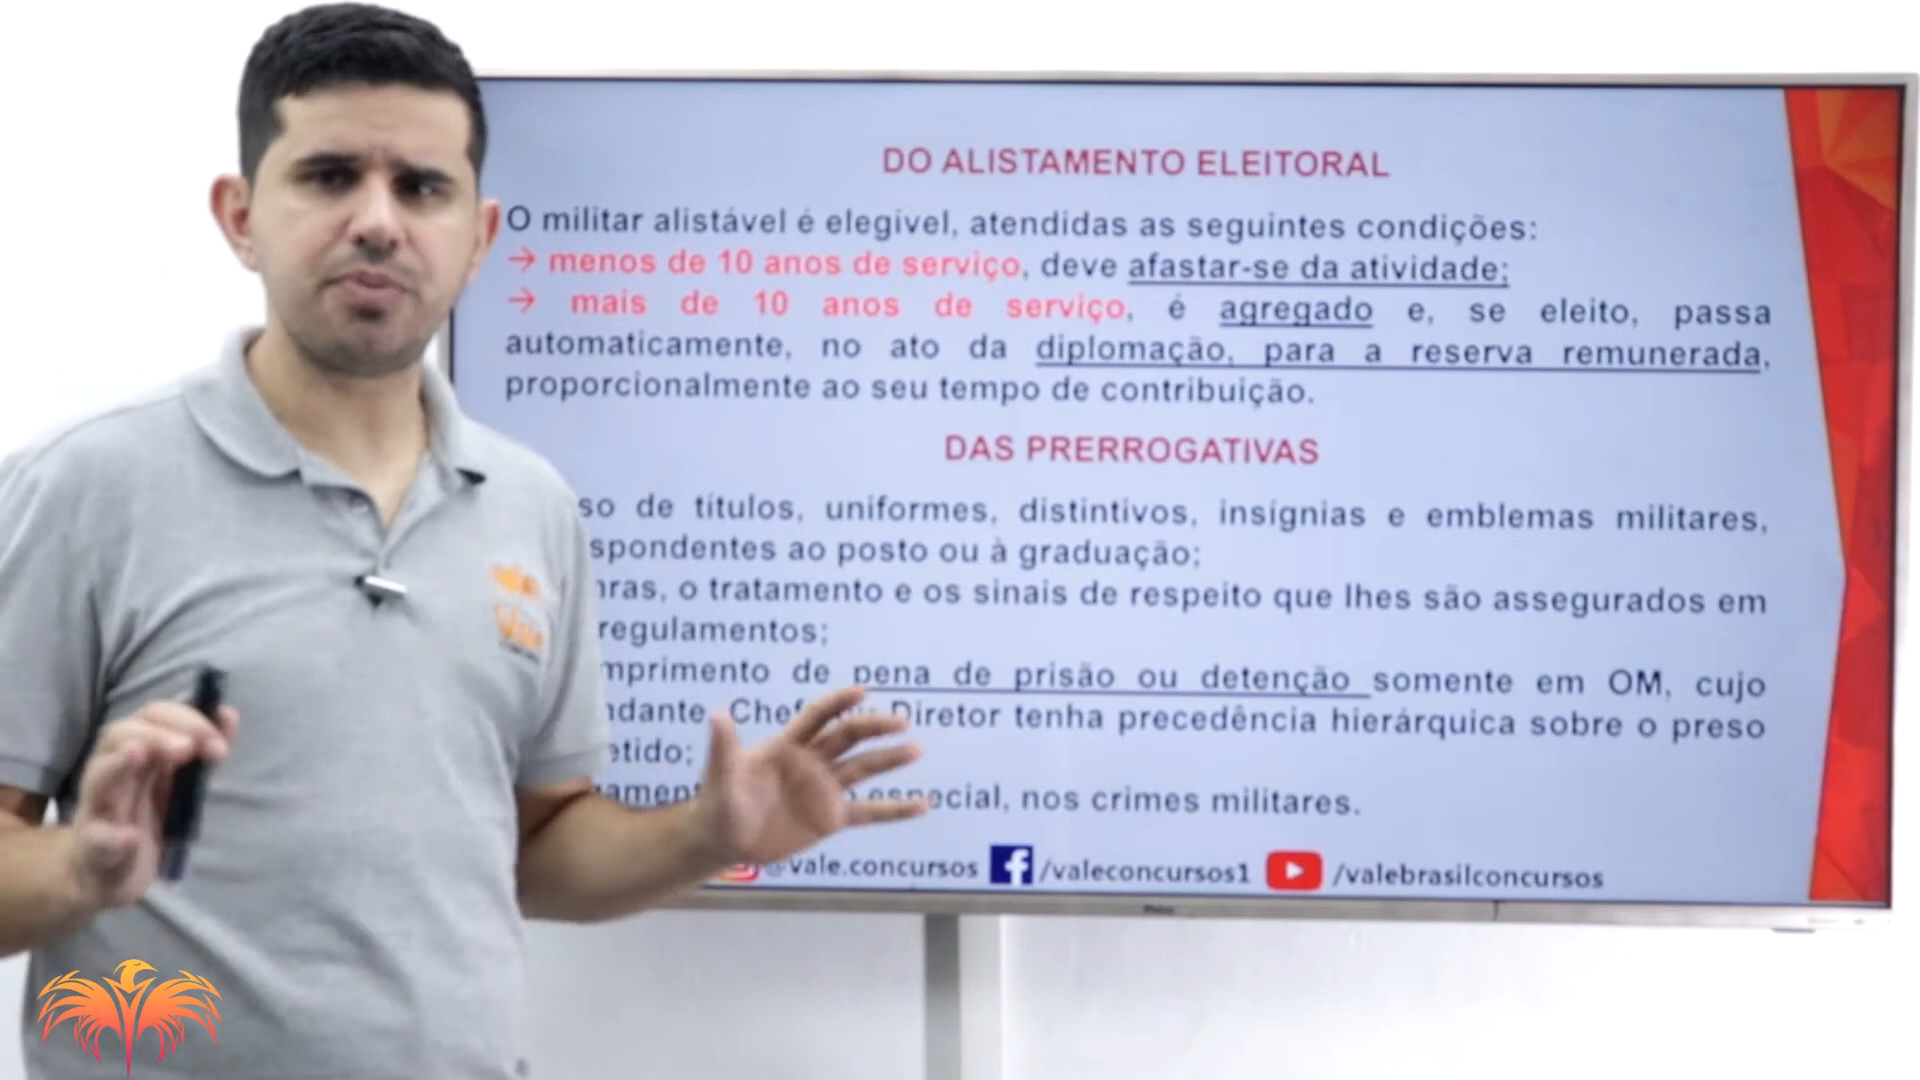 DO ALISTAMENTO ELEITORAL
O militar alistável é elegível, atendidas as seguintes condições:
→ menos de 10 anos de serviço, deve afastar-se da atividade;
→ mais de 10 anos de serviço, é agregado e, se eleito, passa
automaticamente, no ato da diplomação, para a reserva remunerada,
proporcionalmente ao seu tempo de contribuição.
DAS PRERROGATIVAS
so de títulos, uniformes, distintivos, insígnias e emblemas militares,
spondentes ao posto ou à graduação;
ras, o tratamento e os sinais de respeito que lhes são assegurados em
regulamentos;
mprimento de pena de prisão ou detenção somente em OM, cujo
ndante, Chef Diretor tenha precedência hierárquica sobre o preso
etido;
ament especial, nos crimes militares.
@vale.concursos /valeconcursos1 /valebrasilconcursos